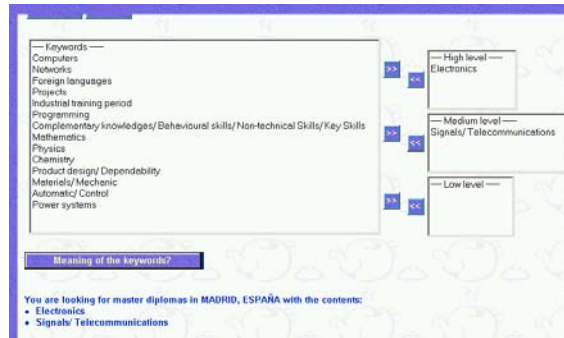 — Keywords —
Computers
Networks
Foreign languages
Projects
Industrial training period
Programming
Complementary knowledges/ Behavioural skills/ Non-technical Skills/ Key Skills
Mathematics
Physics
Chemistry
Product design/ Dependability
Materiels/ Mechanic
Automatic/ Control
Power systems
>>
<<
— High level —
Electronics
>>
<<
— Medium level —
Signals/ Telecommunications
>>
<<
— Low level —
Meaning of the keywords?
You are looking for master diplomas in MADRID, ESPAÑA with the contents:
• Electronics
• Signals/ Telecommunications